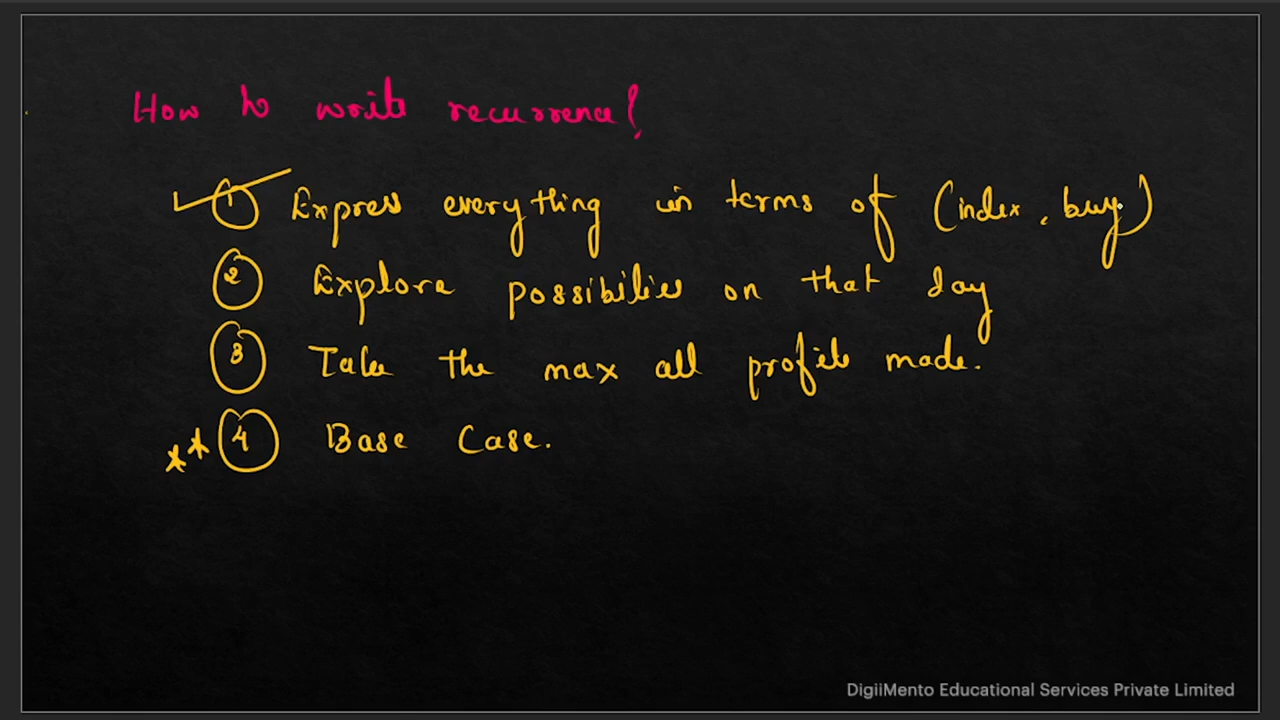 How to write recurrence?
① Express everything in terms of (index, buy)
② Explore possibilies on that day
③ Take the max all profits made.
** ④ Base Case.
DigiiMento Educational Services Private Limited